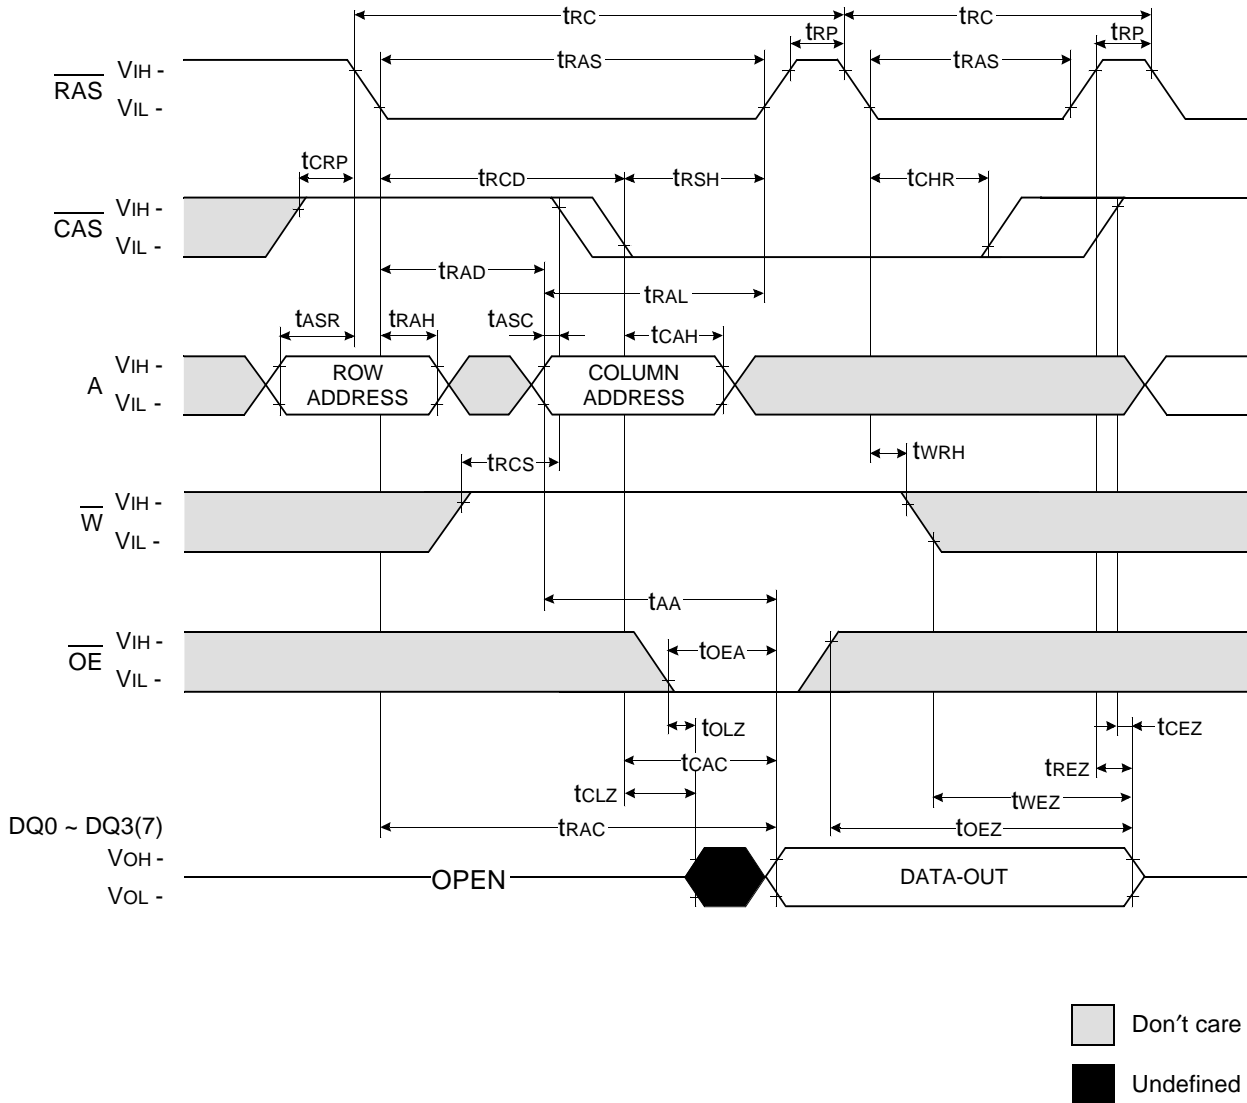 tRC tRC
tRP tRP
tRAS tRAS
RAS VIH -
VIL -
tCRP
tRCD tRSH tCHR
CAS VIH -
VIL -
tRAD
tRAL
tASR tRAH tASC tCAH
A VIH -
VIL -
ROW
ADDRESS
COLUMN
ADDRESS
tRCS tWRH
W VIH -
VIL -
tAA
OE VIH -
VIL -
tOEA
tOLZ tCEZ
tCAC tREZ
tCLZ tWEZ
tRAC tOEZ
DQ0 ~ DQ3(7)
VOH -
VOL -
OPEN DATA-OUT
Don't care
Undefined